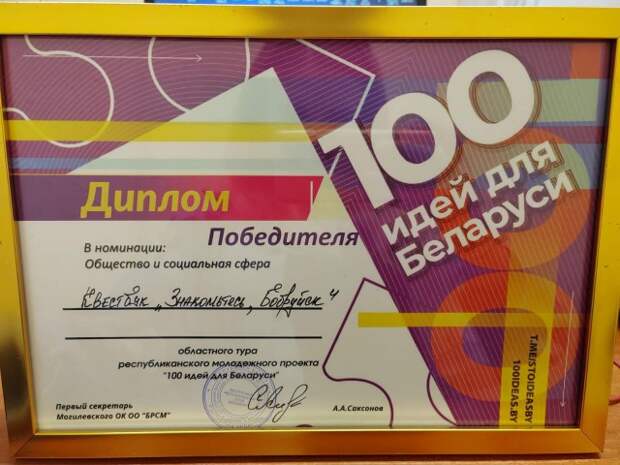 100
идей для
Беларуси
Диплом
Победителя
В номинации:
Общество и социальная сфера
Квестбук „Знакомьтесь, Бобруйск"
областного тура
республиканского молодежного проекта
"100 идей для Беларуси"
Первый секретарь
Могилевского ОК ОО "БРСМ"
А.А.Саксонов
T.ME/STOIDEASBY
100IDEAS.BY